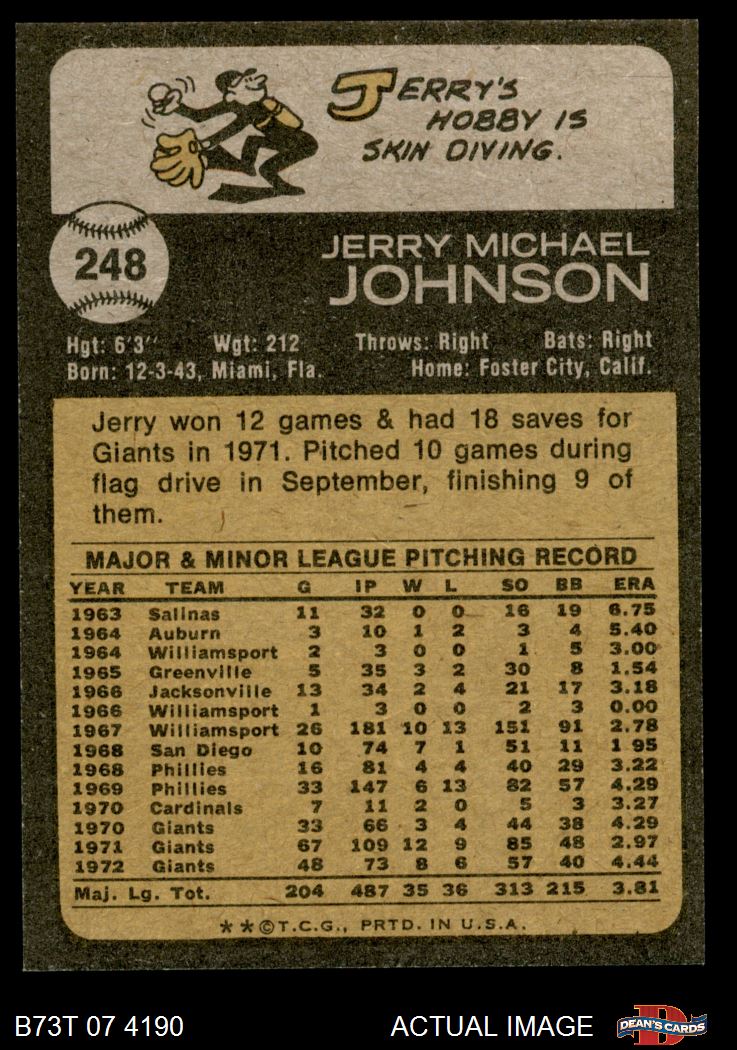 JERRY'S
HOBBY IS
SKIN DIVING.
248
JERRY MICHAEL
JOHNSON
Hgt: 6'3" Wgt: 212 Throws: Right Bats: Right
Born: 12-3-43, Miami, Fla. Home: Foster City, Calif.
Jerry won 12 games & had 18 saves for
Giants in 1971. Pitched 10 games during
flag drive in September, finishing 9 of
them.
MAJOR & MINOR LEAGUE PITCHING RECORD
YEAR TEAM G IP W L SO BB ERA
1963 Salinas 11 32 0 0 16 19 6.75
1964 Auburn 3 10 1 2 3 4 5.40
1964 Williamsport 2 3 0 0 1 5 3.00
1965 Greenville 5 35 3 2 30 8 1.54
1966 Jacksonville 13 34 2 4 21 17 3.18
1966 Williamsport 1 3 0 0 2 3 0.00
1967 Williamsport 26 181 10 13 151 91 2.78
1968 San Diego 10 74 7 1 51 11 1 95
1968 Phillies 16 81 4 4 40 29 3.22
1969 Phillies 33 147 6 13 82 57 4.29
1970 Cardinals 7 11 2 0 5 3 3.27
1970 Giants 33 66 3 4 44 38 4.29
1971 Giants 67 109 12 9 85 48 2.97
1972 Giants 48 73 8 6 57 40 4.44
Maj. Lg. Tot. 204 487 35 36 313 215 3.81
**©T.C.G., PRTD. IN U.S.A.
B73T 07 4190 ACTUAL IMAGE D DEAN'S CARDS